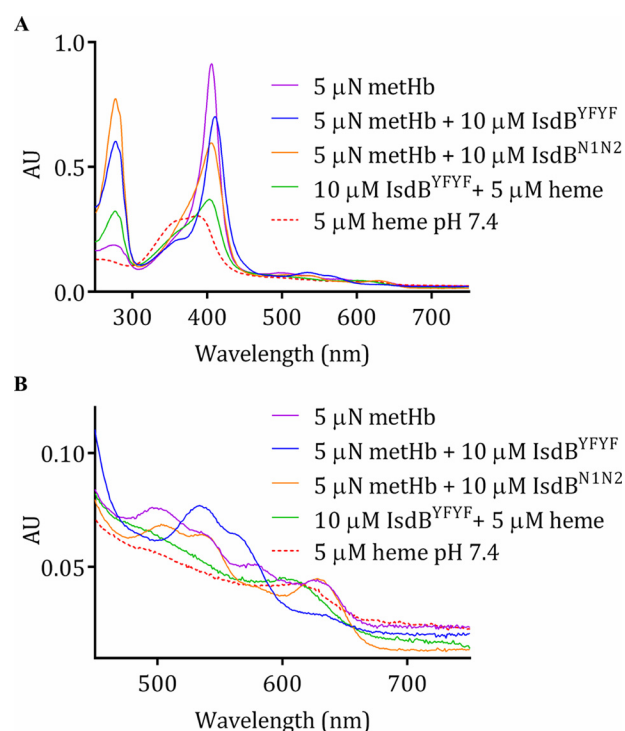 A
1.0
0.5
0.0
AU
300
400
500
600
700
Wavelength (nm)
5 μN metHb
5 μN metHb + 10 μM IsdB^YFYF
5 μN metHb + 10 μM IsdB^N1N2
10 μM IsdB^YFYF + 5 μM heme
5 μM heme pH 7.4
B
0.10
0.05
AU
500
600
700
Wavelength (nm)
5 μN metHb
5 μN metHb + 10 μM IsdB^YFYF
5 μN metHb + 10 μM IsdB^N1N2
10 μM IsdB^YFYF + 5 μM heme
5 μM heme pH 7.4